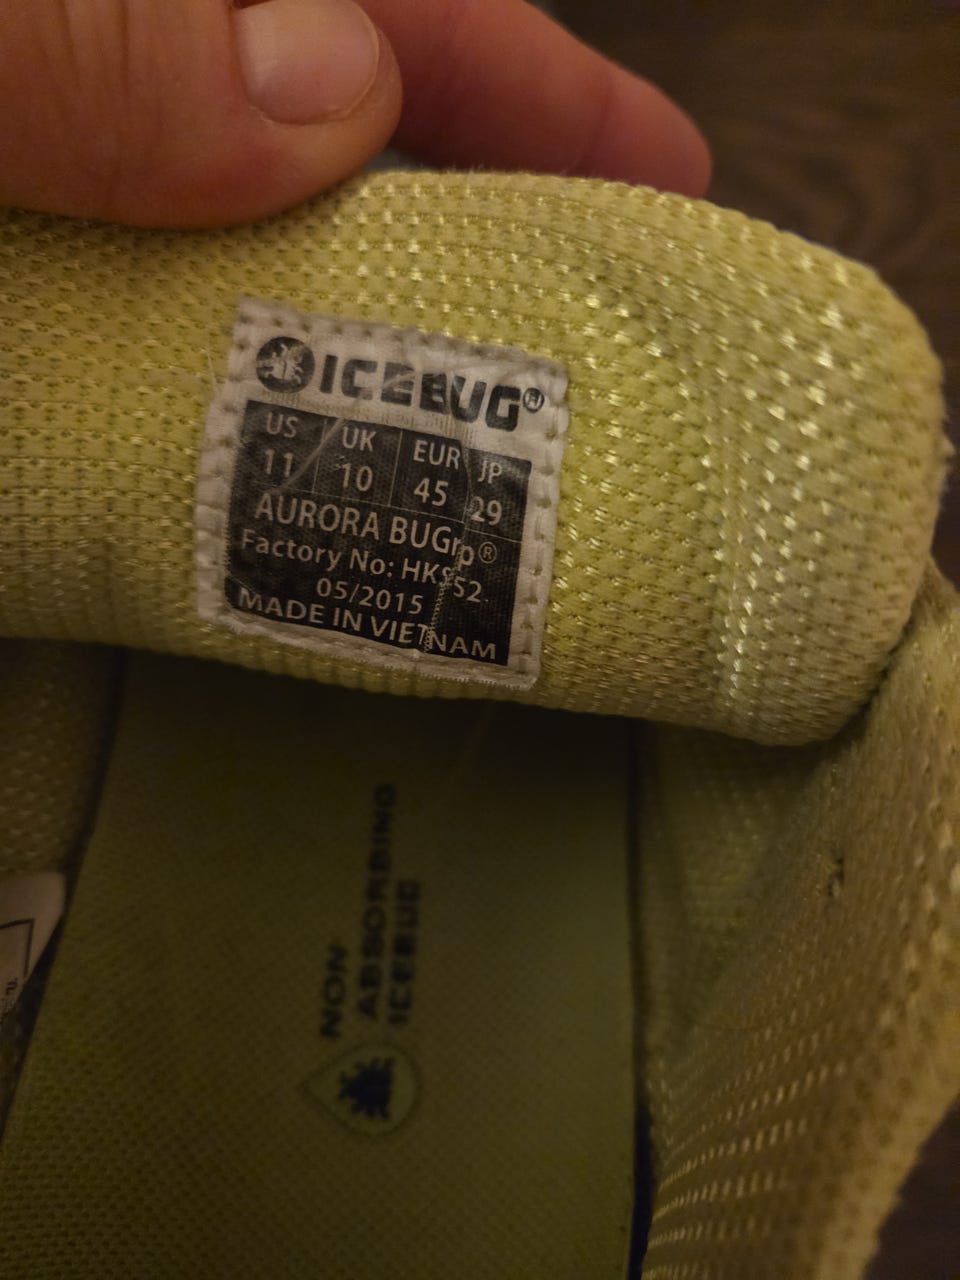 ICEBUG®
US UK EUR JP
11 10 45 29
AURORA BUGrp®
Factory No: HK952
05/2015
MADE IN VIETNAM
NON
ABSORBING
ICEBUG